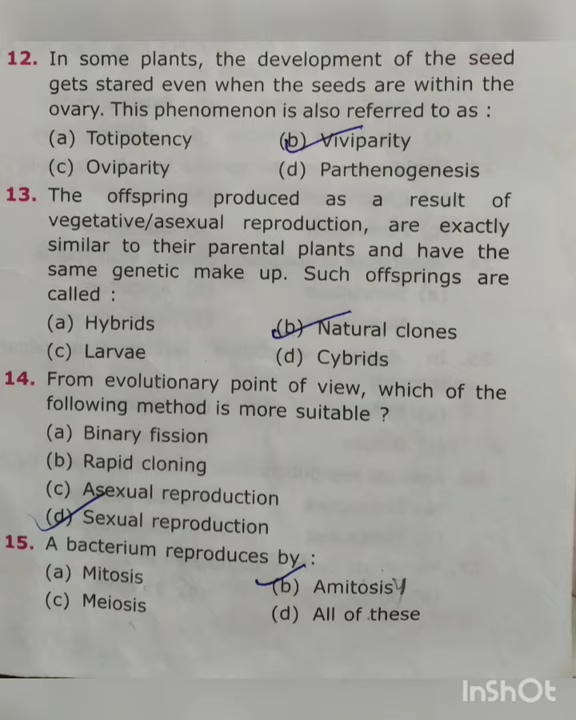 12. In some plants, the development of the seed
gets stared even when the seeds are within the
ovary. This phenomenon is also referred to as :
(a) Totipotency (b) Viviparity
(c) Oviparity (d) Parthenogenesis
13. The offspring produced as a result of
vegetative/asexual reproduction, are exactly
similar to their parental plants and have the
same genetic make up. Such offsprings are
called :
(a) Hybrids (b) Natural clones
(c) Larvae (d) Cybrids
14. From evolutionary point of view, which of the
following method is more suitable ?
(a) Binary fission
(b) Rapid cloning
(c) Asexual reproduction
(d) Sexual reproduction
15. A bacterium reproduces by :
(a) Mitosis (b) Amitosis
(c) Meiosis (d) All of these
InShOt